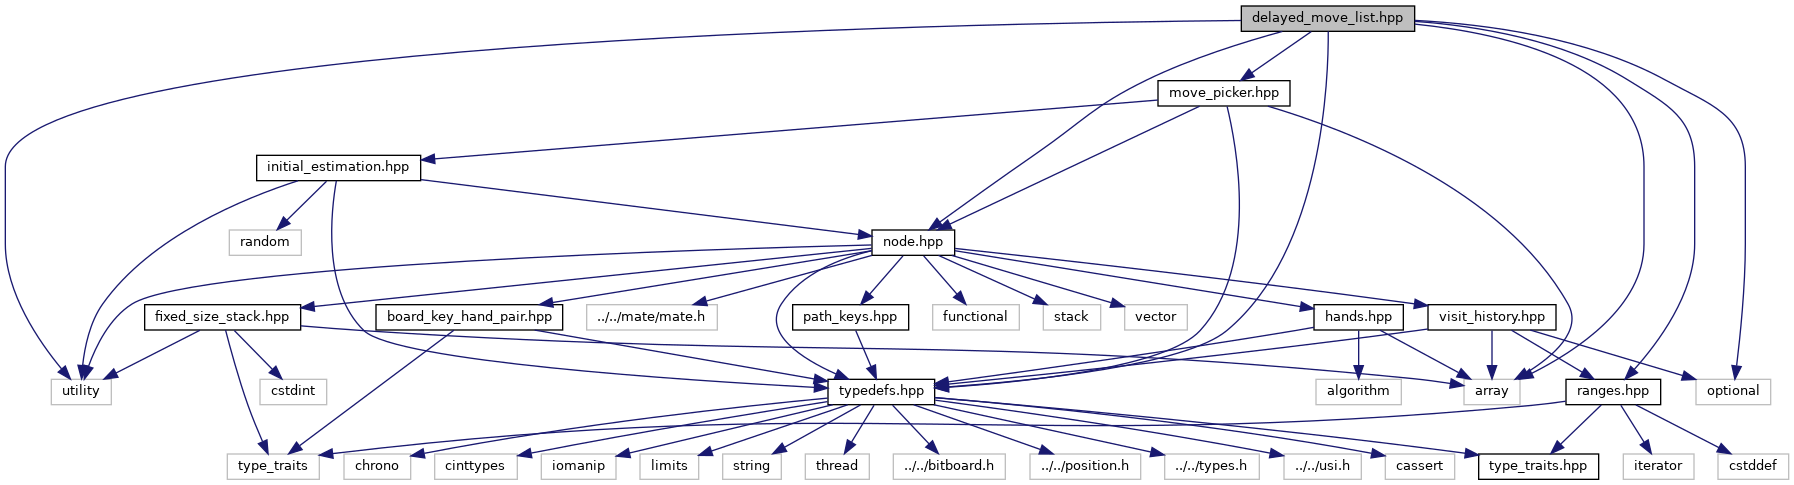 delayed_move_list.hpp
move_picker.hpp
initial_estimation.hpp
random
node.hpp
fixed_size_stack.hpp
board_key_hand_pair.hpp
../../mate/mate.h
path_keys.hpp
functional
stack
vector
hands.hpp
visit_history.hpp
utility
cstdint
typedefs.hpp
algorithm
array
ranges.hpp
optional
type_traits
chrono
cinttypes
iomanip
limits
string
thread
../../bitboard.h
../../position.h
../../types.h
../../usi.h
cassert
type_traits.hpp
iterator
cstddef